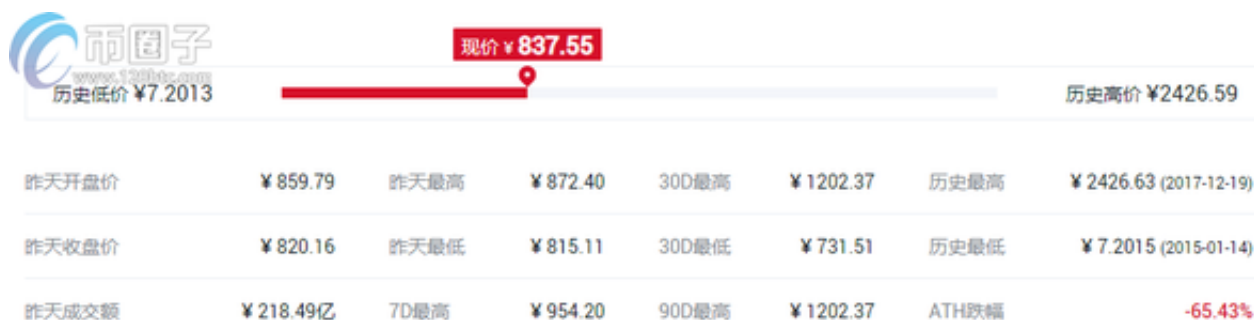 币圈子
www.120btc.com
现价 ¥ 837.55
历史低价 ¥7.2013
历史高价 ¥2426.59
昨天开盘价 ¥ 859.79 昨天最高 ¥ 872.40 30D最高 ¥ 1202.37 历史最高 ¥ 2426.63 (2017-12-19)
昨天收盘价 ¥ 820.16 昨天最低 ¥ 815.11 30D最低 ¥ 731.51 历史最低 ¥ 7.2015 (2015-01-14)
昨天成交额 ¥ 218.49亿 7D最高 ¥ 954.20 90D最高 ¥ 1202.37 ATH跌幅 -65.43%